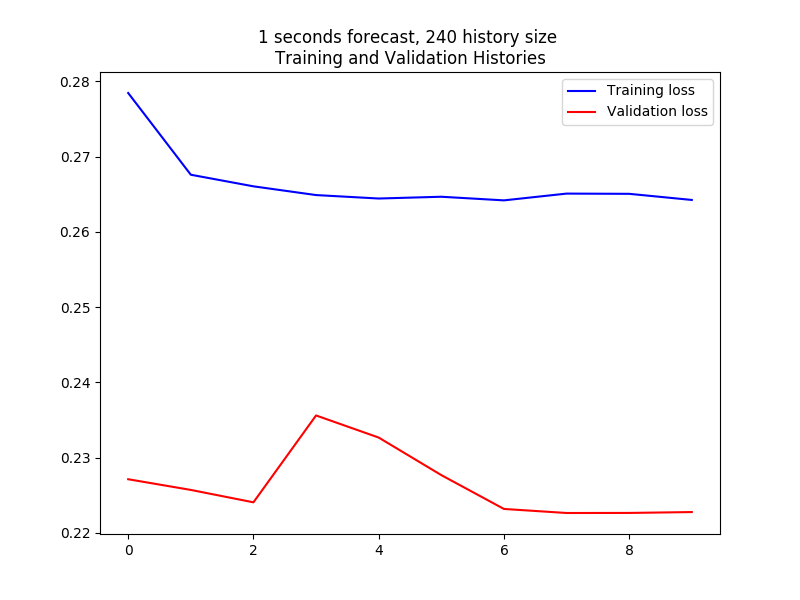 1 seconds forecast, 240 history size
Training and Validation Histories
Training loss
Validation loss
0.28
0.27
0.26
0.25
0.24
0.23
0.22
0 2 4 6 8